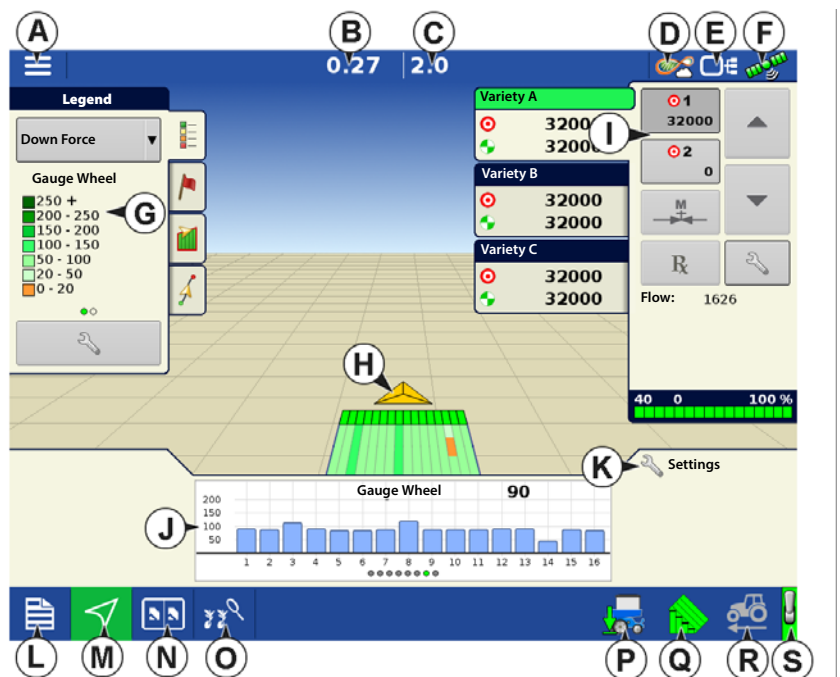 A B C D E F
0.27 2.0
Legend
Down Force
Gauge Wheel
250 +
200 - 250
150 - 200
100 - 150
50 - 100
20 - 50
0 - 20
G
Variety A
32000
32000
Variety B
32000
32000
Variety C
32000
32000
I
1
32000
2
0
M
Rx
Flow: 1626
40 0 100 %
H
K
Settings
J
Gauge Wheel 90
200
150
100
50
1 2 3 4 5 6 7 8 9 10 11 12 13 14 15 16
L M N O P Q R S